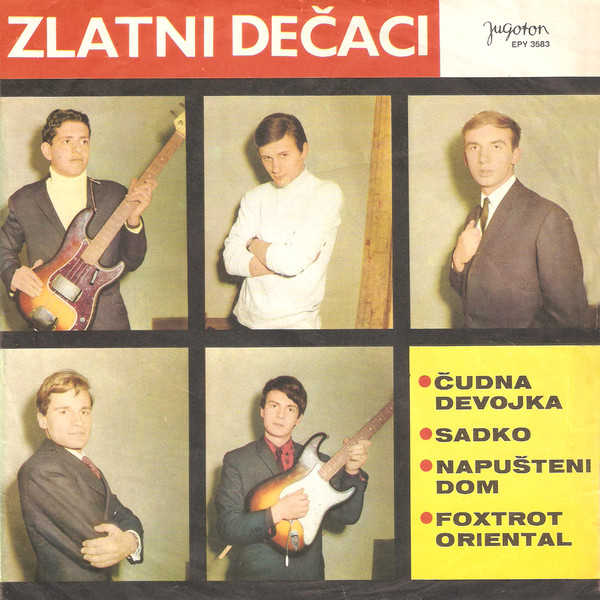 ZLATNI DEČACI
Jugoton
EPY 3583
•ČUDNA
DEVOJKA
•SADKO
•NAPUŠTENI
DOM
•FOXTROT
ORIENTAL